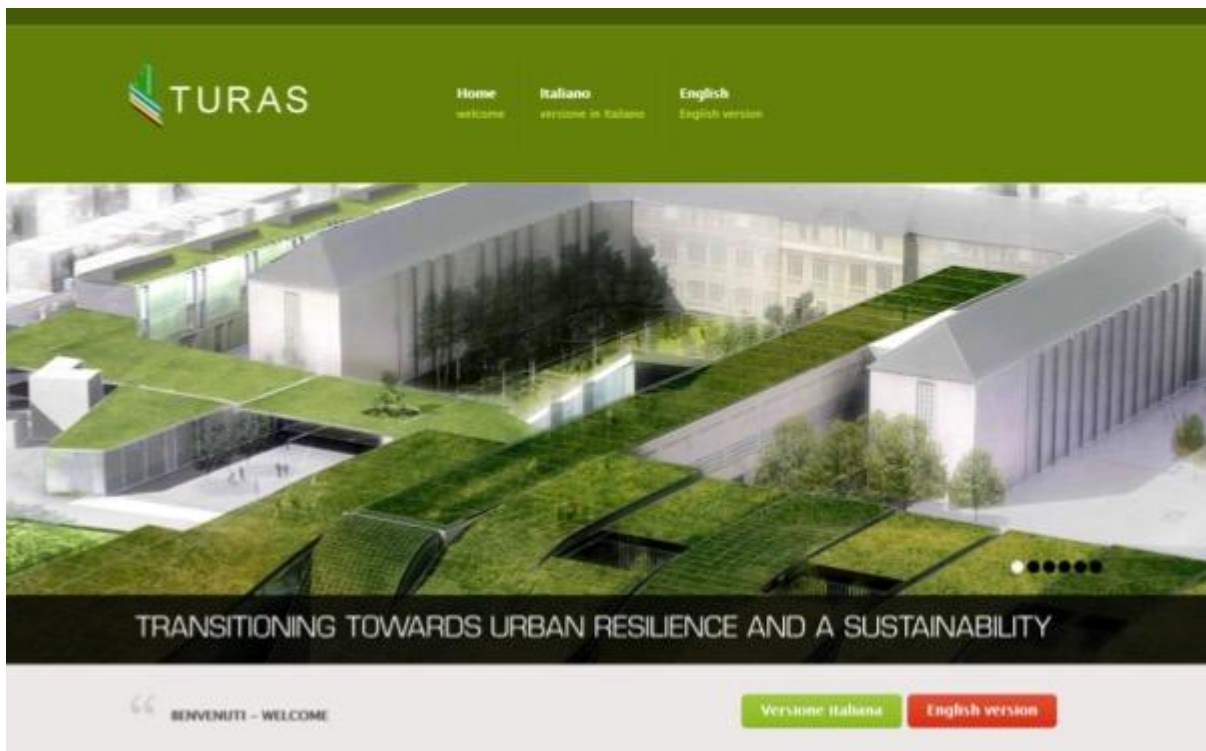 TURAS
Home Italiano English
welcome versione in Italiano English version
TRANSITIONING TOWARDS URBAN RESILIENCE AND A SUSTAINABILITY
“ BENVENUTI – WELCOME
Versione italiana English version